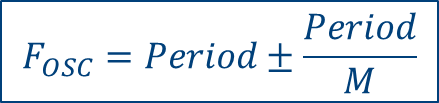 F_OSC = Period ± Period/M